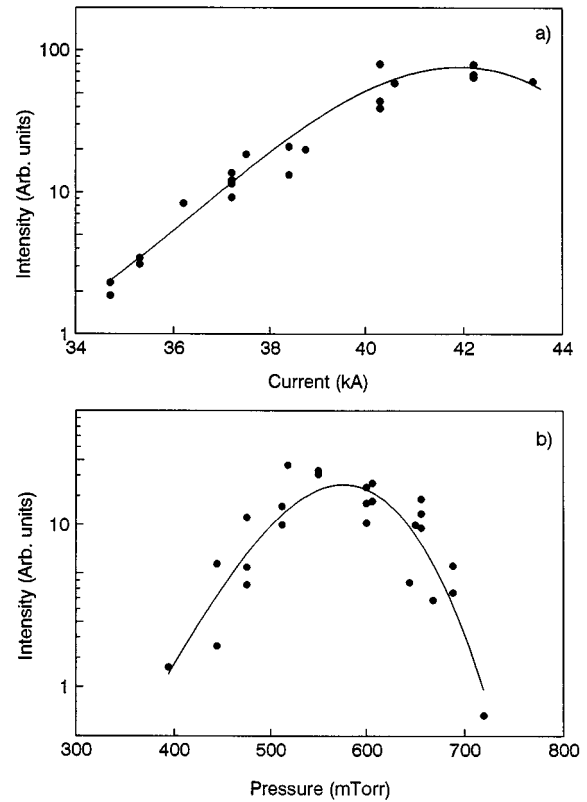 a)
100
10
1
Intensity (Arb. units)
34 36 38 40 42 44
Current (kA)
b)
10
1
Intensity (Arb. units)
300 400 500 600 700 800
Pressure (mTorr)